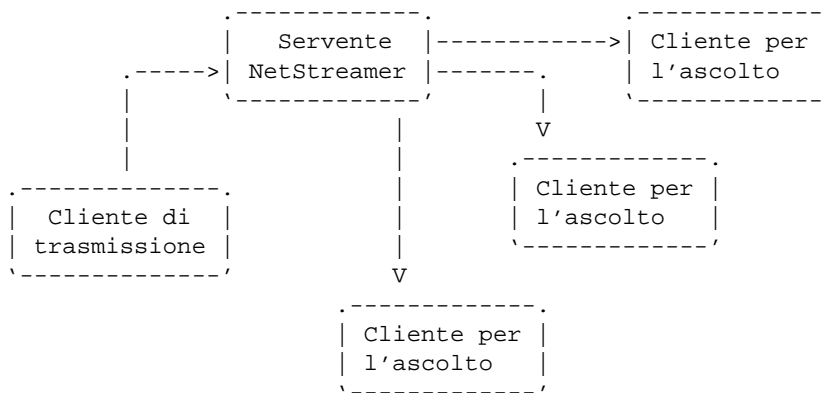 Servente
NetStreamer
Cliente per
l'ascolto
Cliente per
l'ascolto
Cliente di
trasmissione
Cliente per
l'ascolto